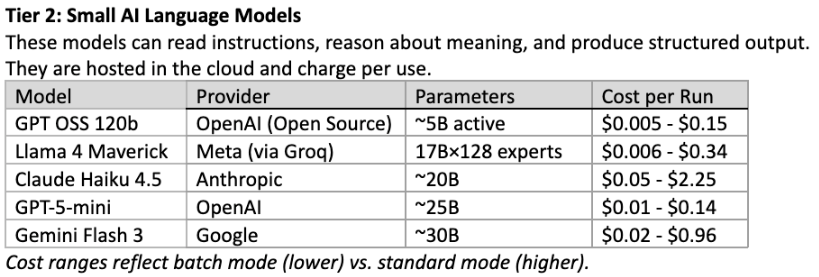 Tier 2: Small AI Language Models
These models can read instructions, reason about meaning, and produce structured output.
They are hosted in the cloud and charge per use.
Model Provider Parameters Cost per Run
GPT OSS 120b OpenAI (Open Source) ~5B active $0.005 - $0.15
Llama 4 Maverick Meta (via Groq) 17B×128 experts $0.006 - $0.34
Claude Haiku 4.5 Anthropic ~20B $0.05 - $2.25
GPT-5-mini OpenAI ~25B $0.01 - $0.14
Gemini Flash 3 Google ~30B $0.02 - $0.96
Cost ranges reflect batch mode (lower) vs. standard mode (higher).